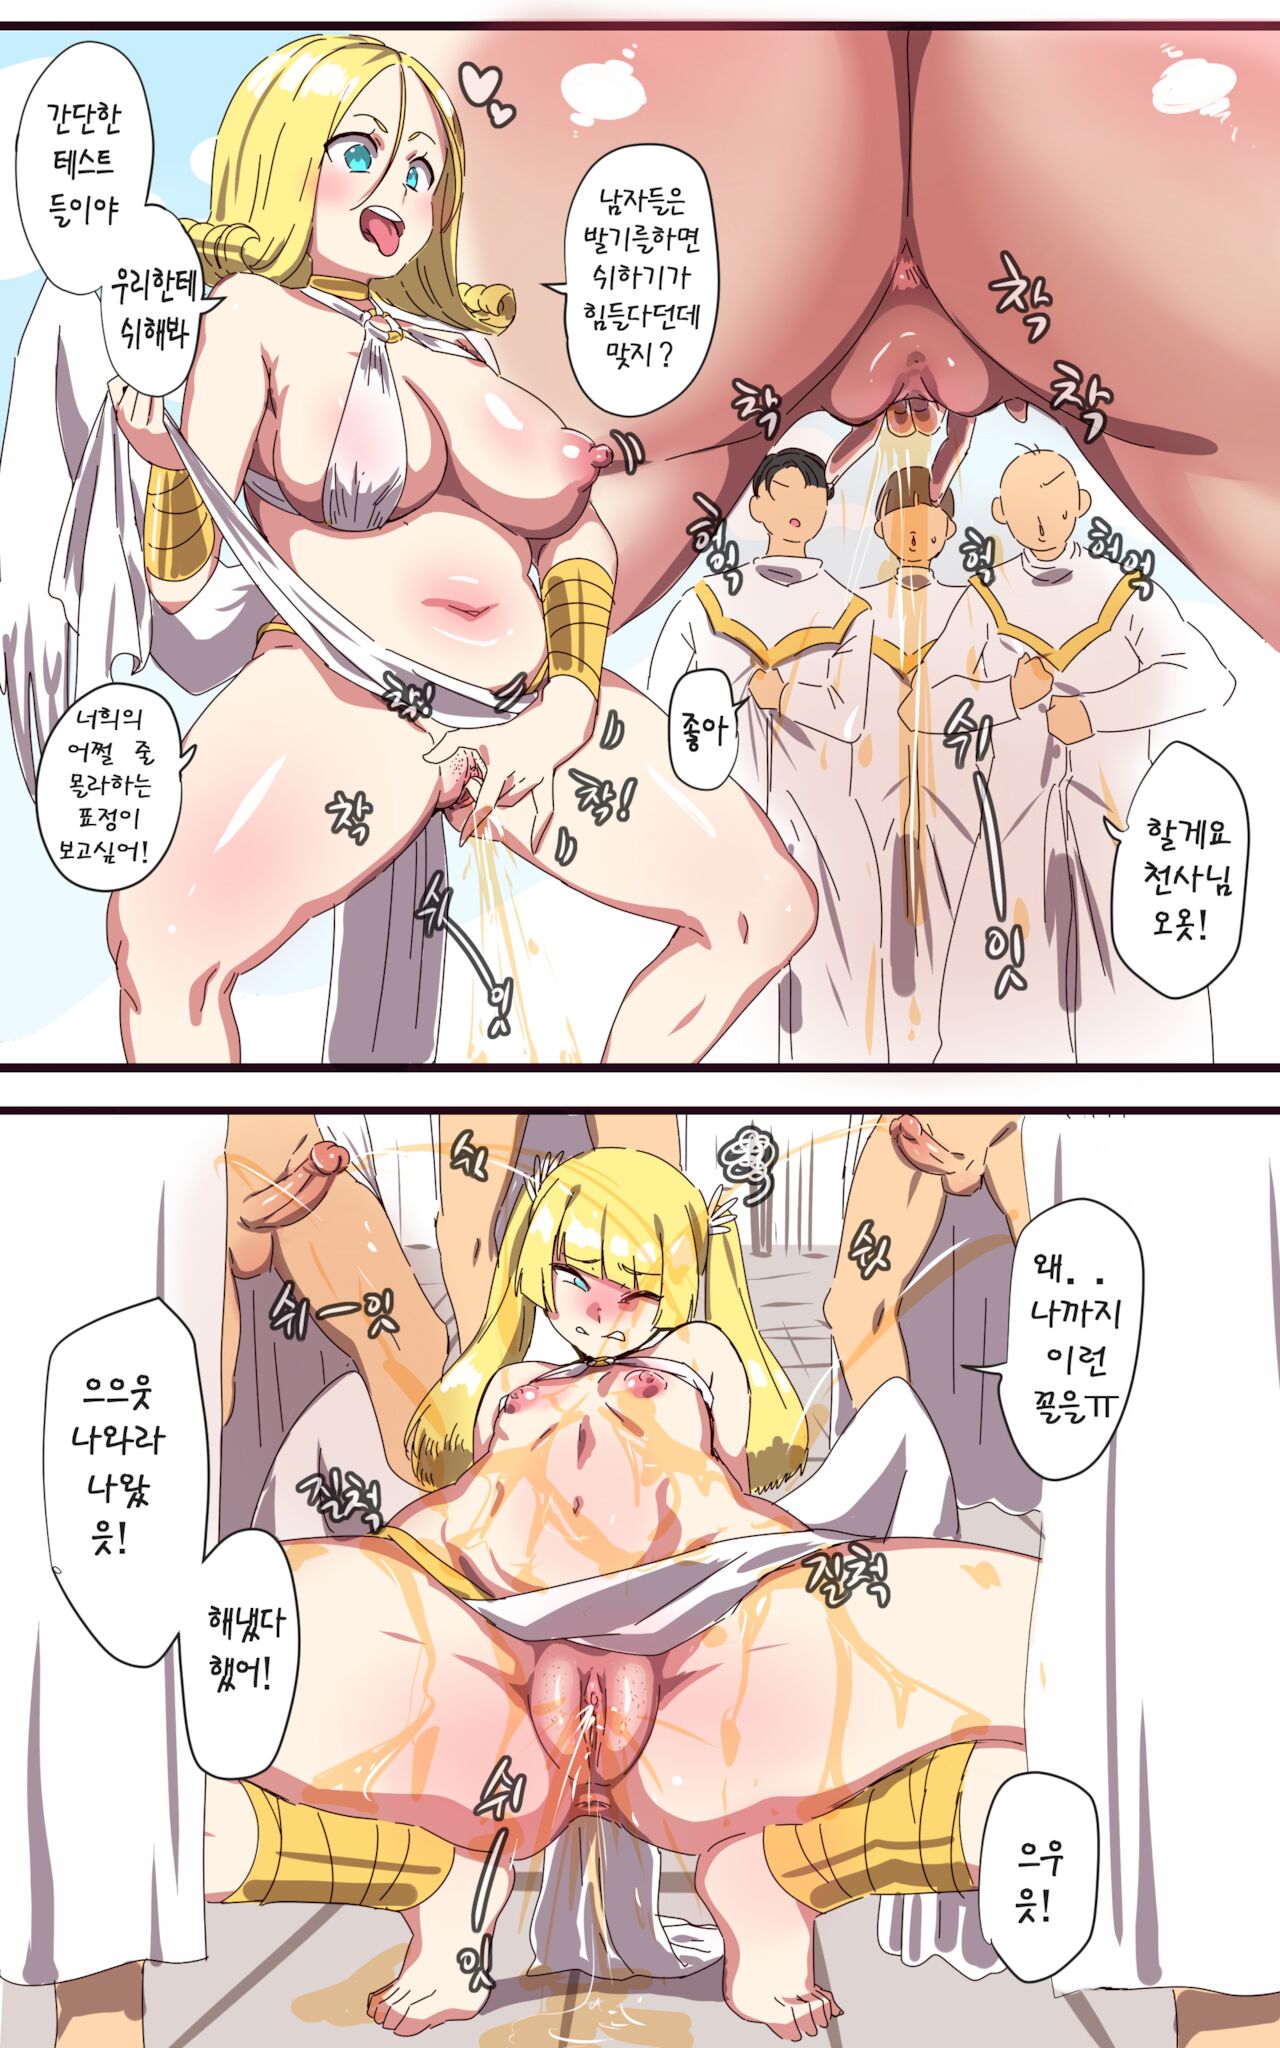 간단한
테스트
들이야
우리한테
쉬해봐
남자들은
발기를하면
쉬하기가
힘들다던데
맞지?
착
착
착
허억
헉
허억
너희의
어쩔 줄
몰라하는
표정이
보고싶어!
착!
착
착!
쉬
잇
좋아
쉬
잇
할게요
천사님
오옷!
쉿
쉬
잇
쉿
왜..
나까지
이런
꼴을ㅠ
으으읏
나와라
나왔
읏!
해냈다
했어!
질척
질척
쉬
잇
으우
읏!